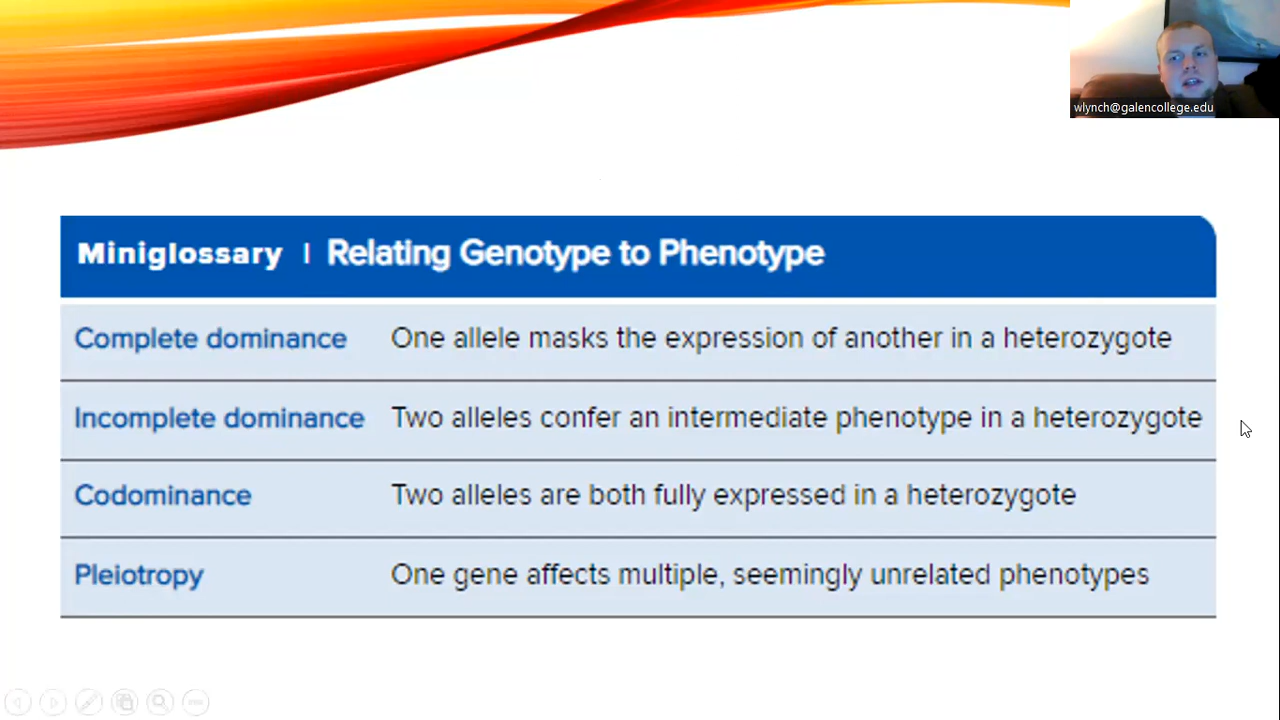 wlynch@galencollege.edu
Miniglossary | Relating Genotype to Phenotype
Complete dominance One allele masks the expression of another in a heterozygote
Incomplete dominance Two alleles confer an intermediate phenotype in a heterozygote
Codominance Two alleles are both fully expressed in a heterozygote
Pleiotropy One gene affects multiple, seemingly unrelated phenotypes